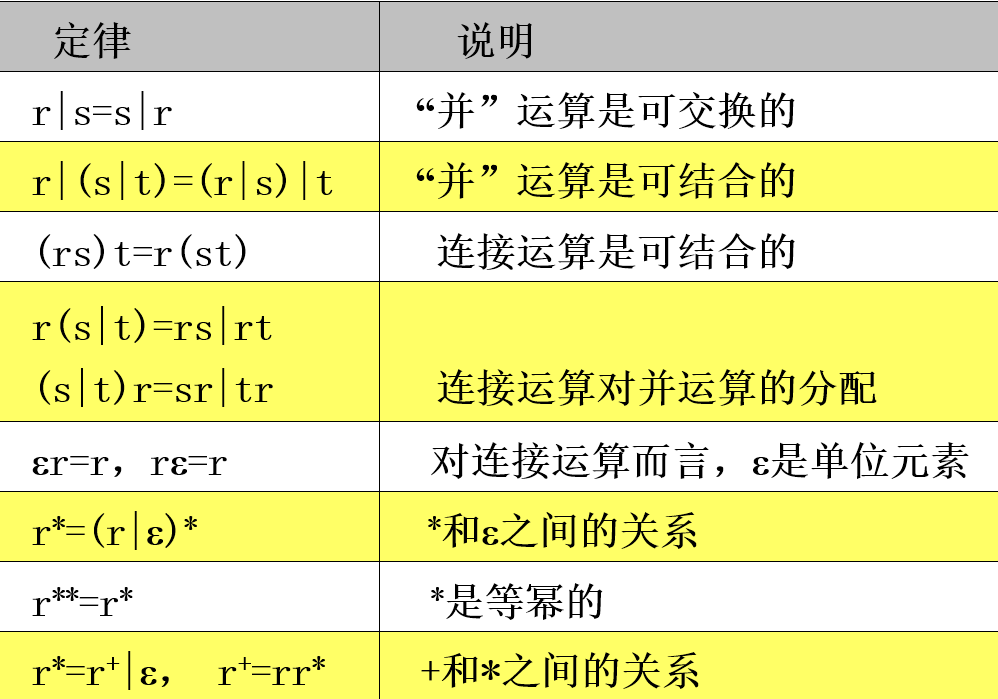 定律 说明
r|s=s|r “并”运算是可交换的
r|(s|t)=(r|s)|t “并”运算是可结合的
(rs)t=r(st) 连接运算是可结合的
r(s|t)=rs|rt
(s|t)r=sr|tr 连接运算对并运算的分配
εr=r，rε=r 对连接运算而言，ε是单位元素
r*=(r|ε)* *和ε之间的关系
r**=r* *是等幂的
r*=r⁺|ε， r⁺=rr* +和*之间的关系